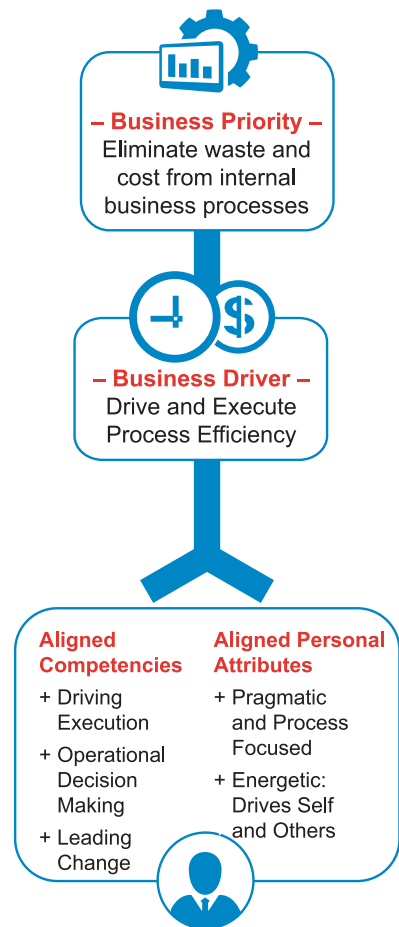 – Business Priority –
Eliminate waste and
cost from internal
business processes
$
– Business Driver –
Drive and Execute
Process Efficiency
Aligned
Competencies
+ Driving
Execution
+ Operational
Decision
Making
+ Leading
Change
Aligned Personal
Attributes
+ Pragmatic
and Process
Focused
+ Energetic:
Drives Self
and Others